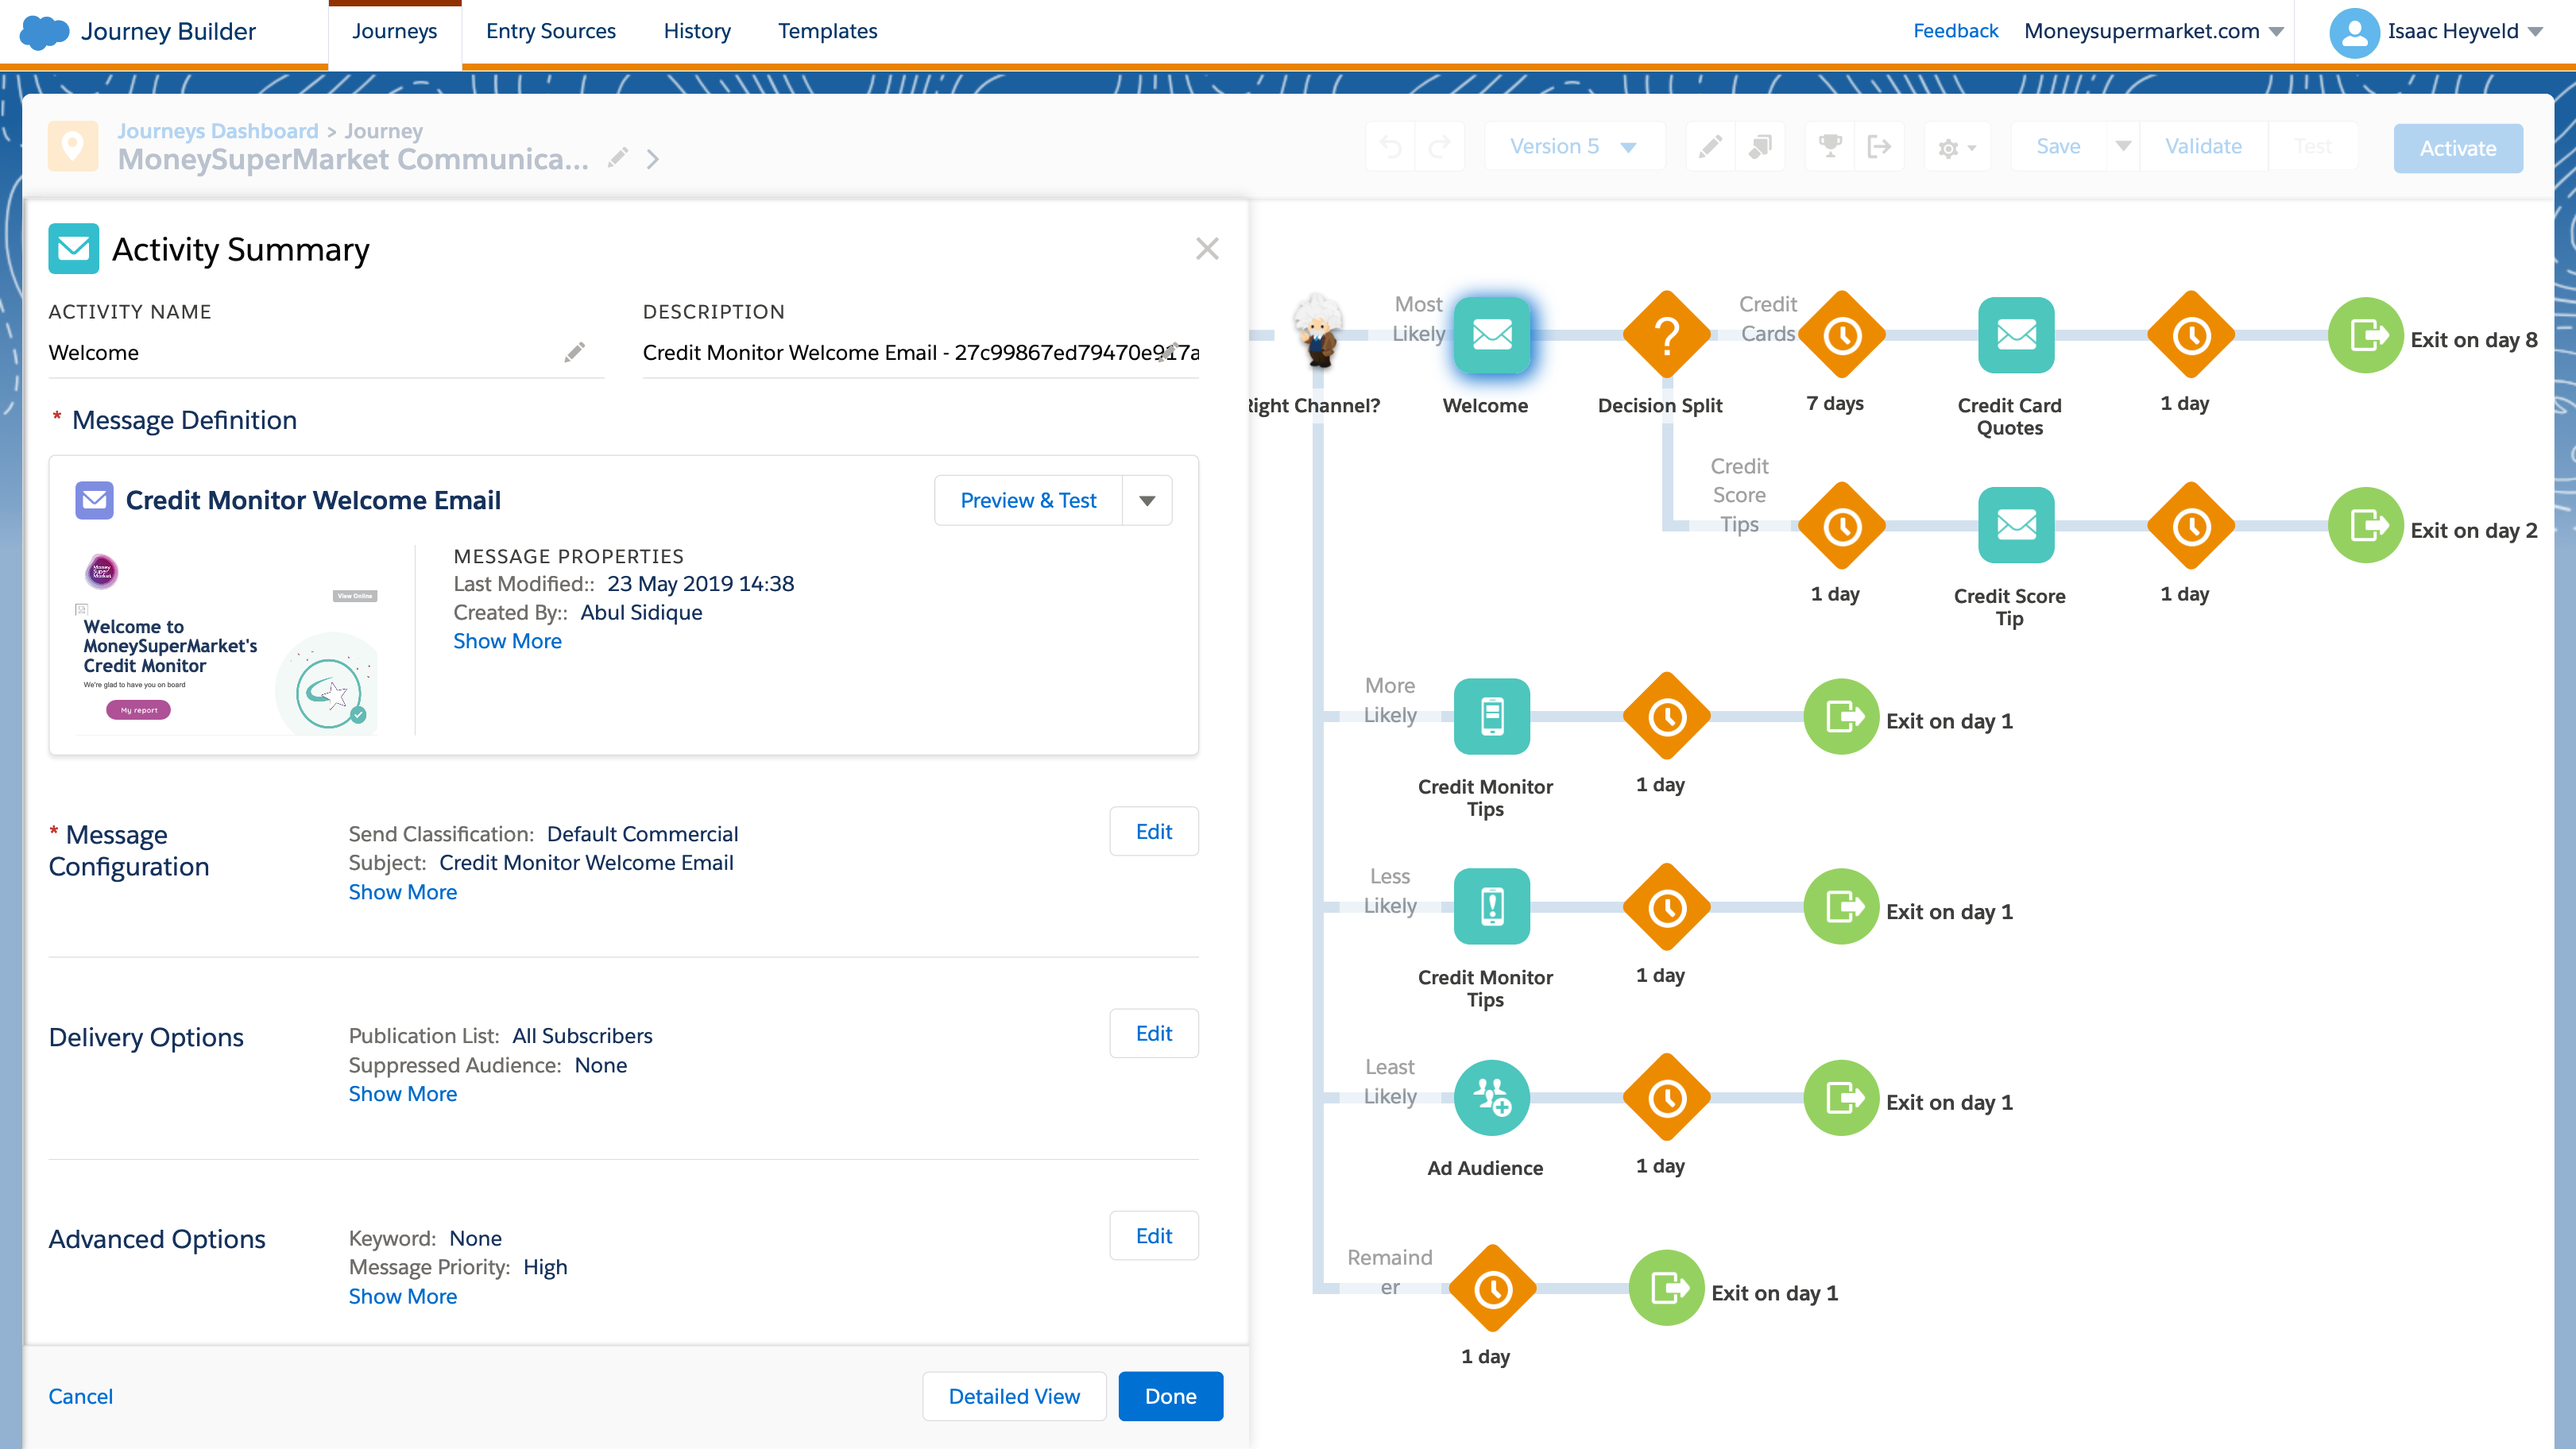 Journey Builder
Journeys
Entry Sources
History
Templates
Feedback
Moneysupermarket.com
Isaac Heyveld
Journeys Dashboard > Journey
MoneySuperMarket Communica...
Version 5
Save
Validate
Test
Activate
Activity Summary
ACTIVITY NAME
DESCRIPTION
Welcome
Credit Monitor Welcome Email -
* Message Definition
Credit Monitor Welcome Email
Preview & Test
Money
Super
Market
View Online
Welcome to
MoneySuperMarket's
Credit Monitor
We're glad to have you on board
My report
MESSAGE PROPERTIES
Last Modified:: 23 May 2019 14:38
Created By:: Abul Sidique
Show More
* Message
Configuration
Send Classification: Default Commercial
Subject: Credit Monitor Welcome Email
Show More
Edit
Delivery Options
Publication List: All Subscribers
Suppressed Audience: None
Show More
Edit
Advanced Options
Keyword: None
Message Priority: High
Show More
Edit
Cancel
Detailed View
Done
Right Channel?
Most
Likely
Welcome
Decision Split
Credit
Cards
7 days
Credit Card
Quotes
1 day
Exit on day 8
Credit
Score
Tips
1 day
Credit Score
Tip
1 day
Exit on day 2
More
Likely
Credit Monitor
Tips
1 day
Exit on day 1
Less
Likely
Credit Monitor
Tips
1 day
Exit on day 1
Least
Likely
Ad Audience
1 day
Exit on day 1
Remaind
er
1 day
Exit on day 1